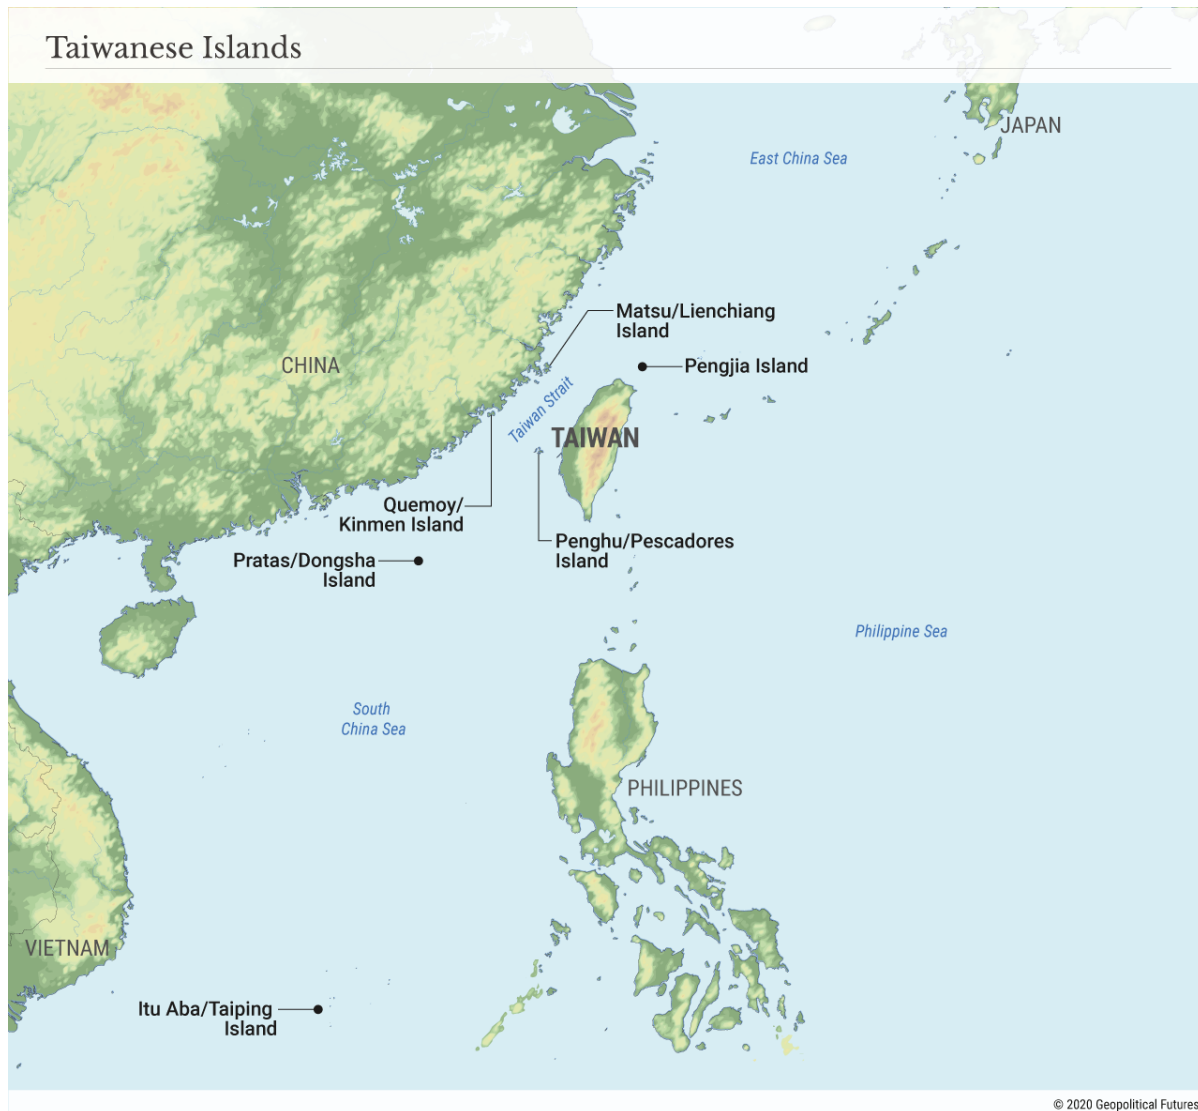 Taiwanese Islands
JAPAN
East China Sea
Matsu/Lienchiang
Island
CHINA
Pengjia Island
Taiwan Strait
TAIWAN
Quemoy/
Kinmen Island
Penghu/Pescadores
Island
Pratas/Dongsha
Island
Philippine Sea
South
China Sea
PHILIPPINES
VIETNAM
Itu Aba/Taiping
Island
© 2020 Geopolitical Futures